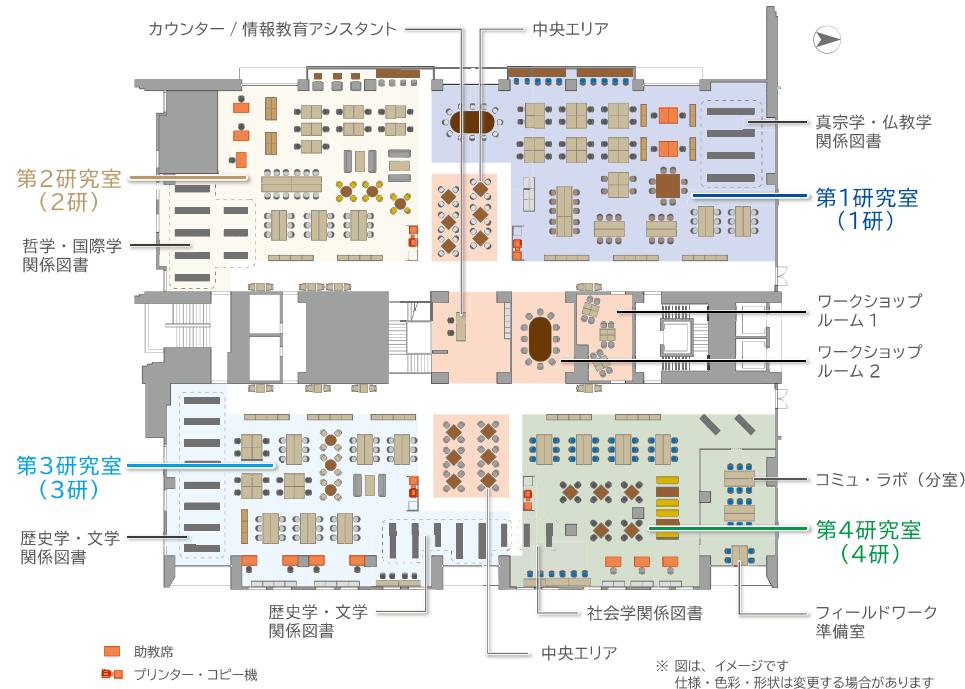 カウンター / 情報教育アシスタント
中央エリア
真宗学・仏教学
関係図書
第2研究室
（2研）
第1研究室
（1研）
哲学・国際学
関係図書
ワークショップ
ルーム 1
ワークショップ
ルーム 2
第3研究室
（3研）
コミュ・ラボ（分室）
第4研究室
（4研）
歴史学・文学
関係図書
歴史学・文学
関係図書
社会学関係図書
フィールドワーク
準備室
中央エリア
助教席
プリンター・コピー機
※ 図は、イメージです
仕様・色彩・形状は変更する場合があります